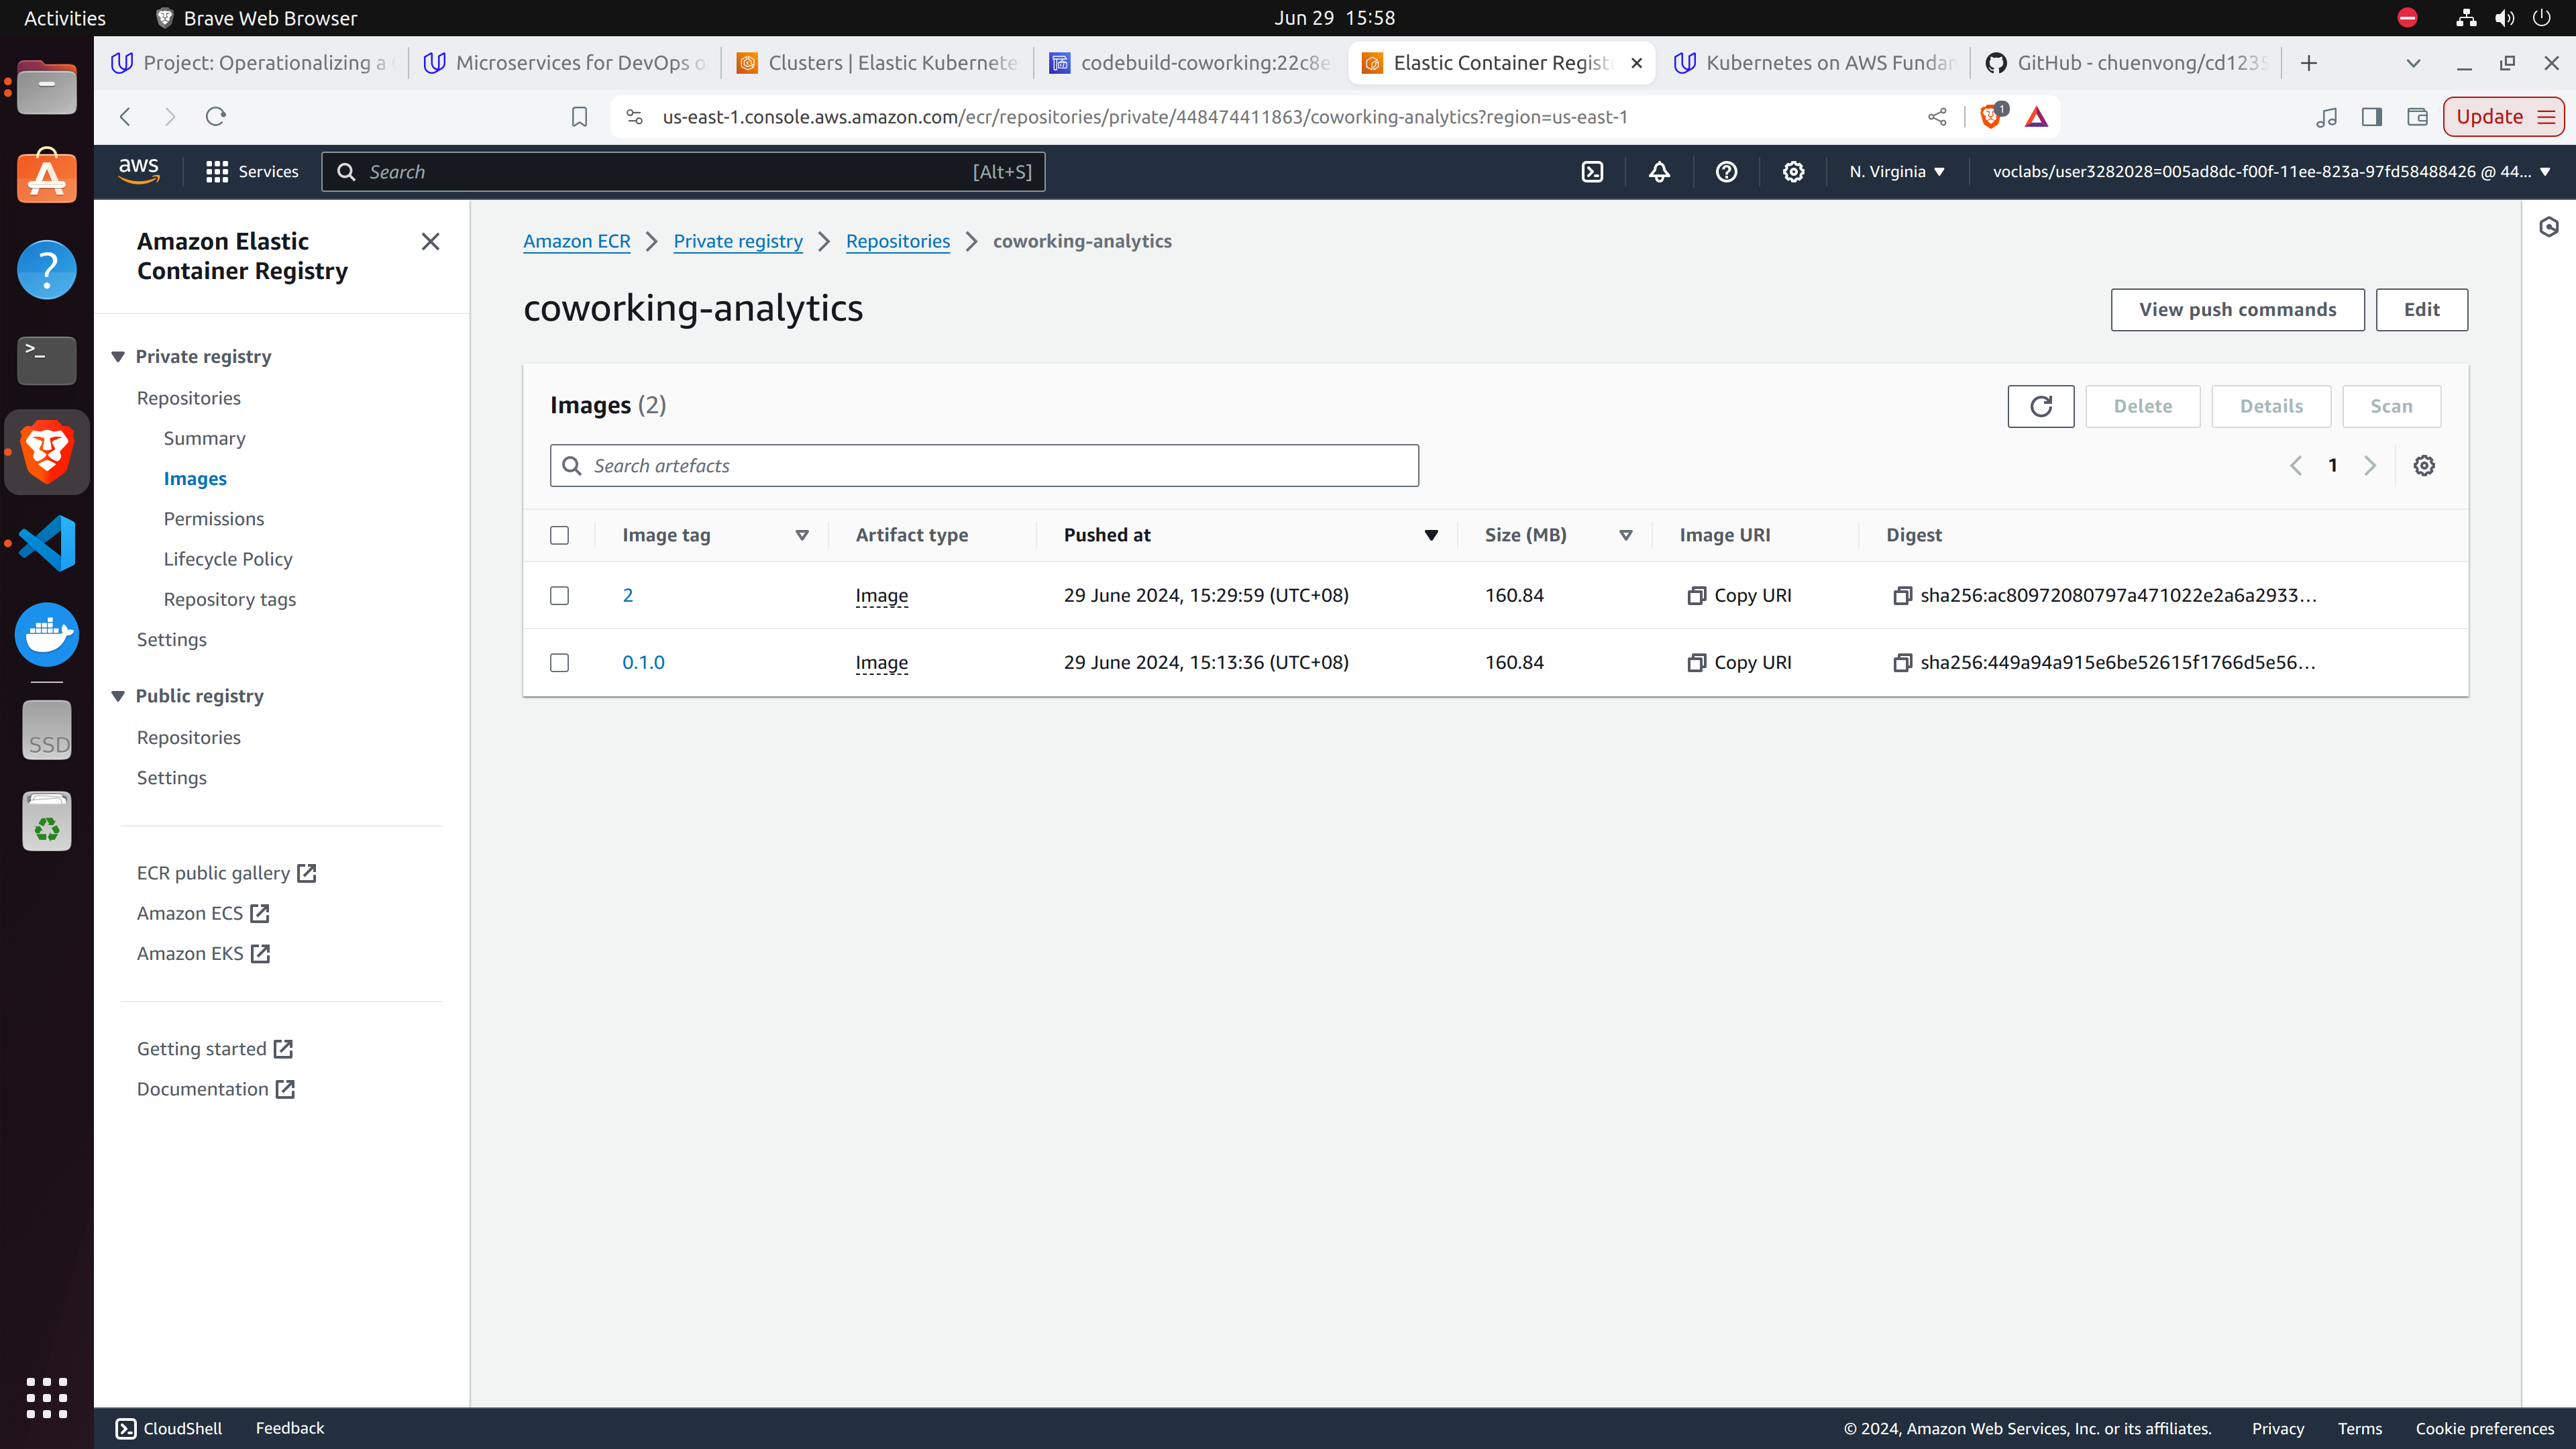 Activities
Brave Web Browser
Jun 29 15:58
Project: Operationalizing a
Microservices for DevOps
Clusters | Elastic Kubernete
codebuild-coworking:22c8e
Elastic Container Regist
Kubernetes on AWS Fundam
GitHub - chuenvong/cd1235
us-east-1.console.aws.amazon.com/ecr/repositories/private/448474411863/coworking-analytics?region=us-east-1
1
Update
aws
Services
Search
[Alt+S]
N. Virginia
voclabs/user3282028=005ad8dc-f00f-11ee-823a-97fd58488426 @ 44...
Amazon Elastic
Container Registry
Private registry
Repositories
Summary
Images
Permissions
Lifecycle Policy
Repository tags
Settings
Public registry
Repositories
Settings
ECR public gallery
Amazon ECS
Amazon EKS
Getting started
Documentation
SSD
Amazon ECR
Private registry
Repositories
coworking-analytics
coworking-analytics
View push commands
Edit
Images (2)
Delete
Details
Scan
Search artefacts
1
Image tag Artifact type Pushed at Size (MB) Image URI Digest
2 Image 29 June 2024, 15:29:59 (UTC+08) 160.84 Copy URI sha256:ac80972080797a471022e2a6a2933...
0.1.0 Image 29 June 2024, 15:13:36 (UTC+08) 160.84 Copy URI sha256:449a94a915e6be52615f1766d5e56...
CloudShell
Feedback
© 2024, Amazon Web Services, Inc. or its affiliates.
Privacy
Terms
Cookie preferences